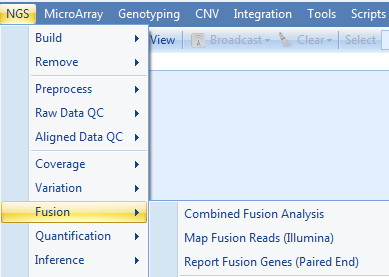 NGS MicroArray Genotyping CNV Integration Tools Scripts
Build
View Broadcast Clear Select
Remove
Preprocess
Raw Data QC
Aligned Data QC
Coverage
Variation
Fusion
Combined Fusion Analysis
Quantification
Map Fusion Reads (Illumina)
Inference
Report Fusion Genes (Paired End)